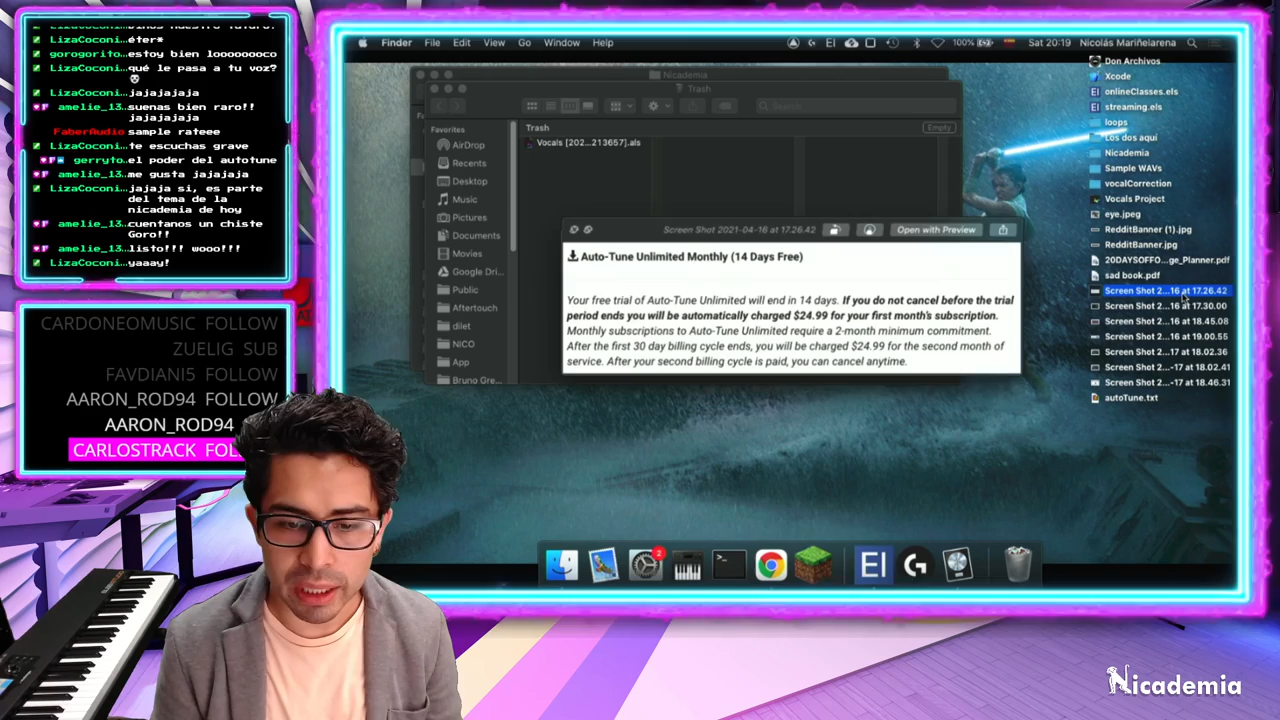 LizaCoconi...éter*
gorogorito...estoy bien looooooco
LizaCoconi...qué le pasa a tu voz?
LizaCoconi...jajajajaja
amelie_13...suenas bien raro!!
jajajajaja
FaberAudio sample rateee
LizaCoconi...te escuchas grave
gerryto...el poder del autotune
amelie_13...me gusta jajajaja
LizaCoconi...jajaja sí, es parte
del tema de la
nicademia de hoy
amelie_13...cuentanos un chiste
Goro!!
amelie_13...listo!!! wooo!!!
LizaCoconi...yaaay!
CARDONEOMUSIC FOLLOW
ZUELIG SUB
FAVDIANI5 FOLLOW
AARON_ROD94 FOLLOW
AARON_ROD94
CARLOSTRACK FOL
Finder File Edit View Go Window Help
EI 100% Sat 20:19 Nicolás Mariñelarena
Nicademia
Trash
Search
Favorites
AirDrop
Recents
Desktop
Music
Pictures
Documents
Movies
Google Dri...
Public
Aftertouch
dilet
NICO
App
Bruno Gre...
Trash
Empty
Vocals [202...213657].als
Screen Shot 2021-04-16 at 17.26.42
Open with Preview
Auto-Tune Unlimited Monthly (14 Days Free)
Your free trial of Auto-Tune Unlimited will end in 14 days. If you do not cancel before the trial
period ends you will be automatically charged $24.99 for your first month's subscription.
Monthly subscriptions to Auto-Tune Unlimited require a 2-month minimum commitment.
After the first 30 day billing cycle ends, you will be charged $24.99 for the second month of
service. After your second billing cycle is paid, you can cancel anytime.
Don Archivos
Xcode
onlineClasses.els
streaming.els
loops
Los dos aquí
Nicademia
Sample WAVs
vocalCorrection
Vocals Project
eye.jpeg
RedditBanner (1).jpg
RedditBanner.jpg
20DAYSOFFO...ge_Planner.pdf
sad book.pdf
Screen Shot 2...16 at 17.26.42
Screen Shot 2...16 at 17.30.00
Screen Shot 2...16 at 18.45.08
Screen Shot 2...16 at 19.00.55
Screen Shot 2...17 at 18.02.36
Screen Shot 2...-17 at 18.02.41
Screen Shot 2...-17 at 18.46.31
autoTune.txt
2
EI
Nicademia